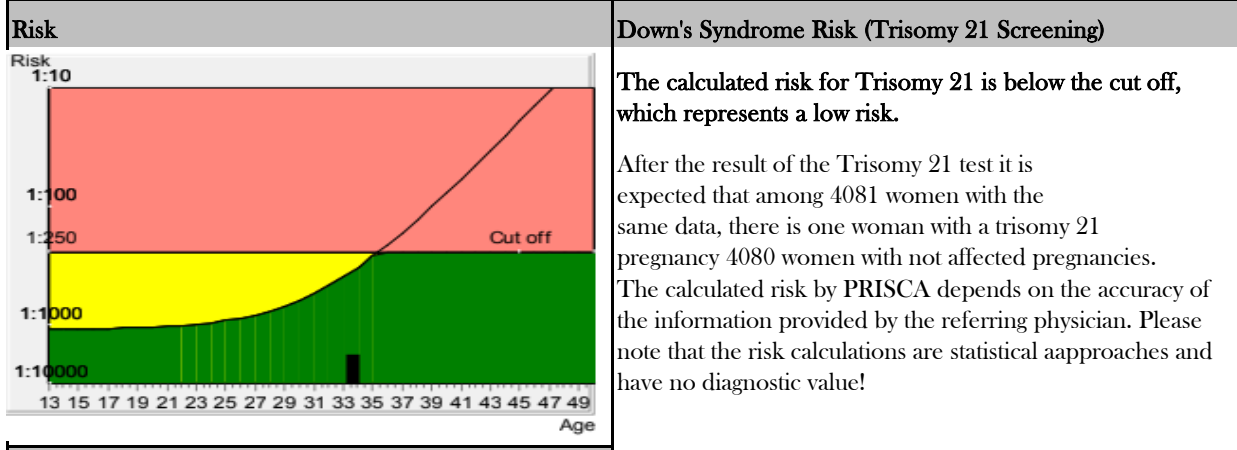 Risk
Down's Syndrome Risk (Trisomy 21 Screening)
Risk
1:10
1:100
1:250
Cut off
1:1000
1:10000
13 15 17 19 21 23 25 27 29 31 33 35 37 39 41 43 45 47 49
Age
The calculated risk for Trisomy 21 is below the cut off,
which represents a low risk.
After the result of the Trisomy 21 test it is
expected that among 4081 women with the
same data, there is one woman with a trisomy 21
pregnancy 4080 women with not affected pregnancies.
The calculated risk by PRISCA depends on the accuracy of
the information provided by the referring physician. Please
note that the risk calculations are statistical aapproaches and
have no diagnostic value!